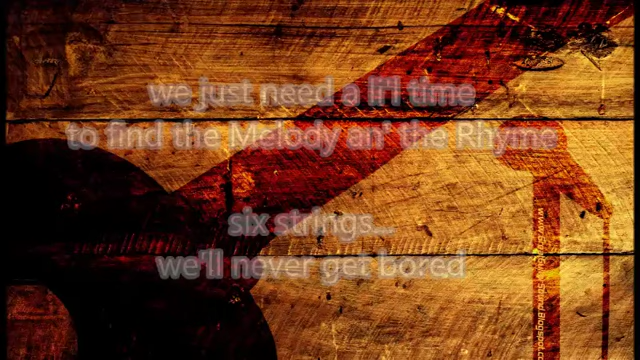 we just need a li'l time
to find the Melody an' the Rhyme
six strings...
we'll never get bored